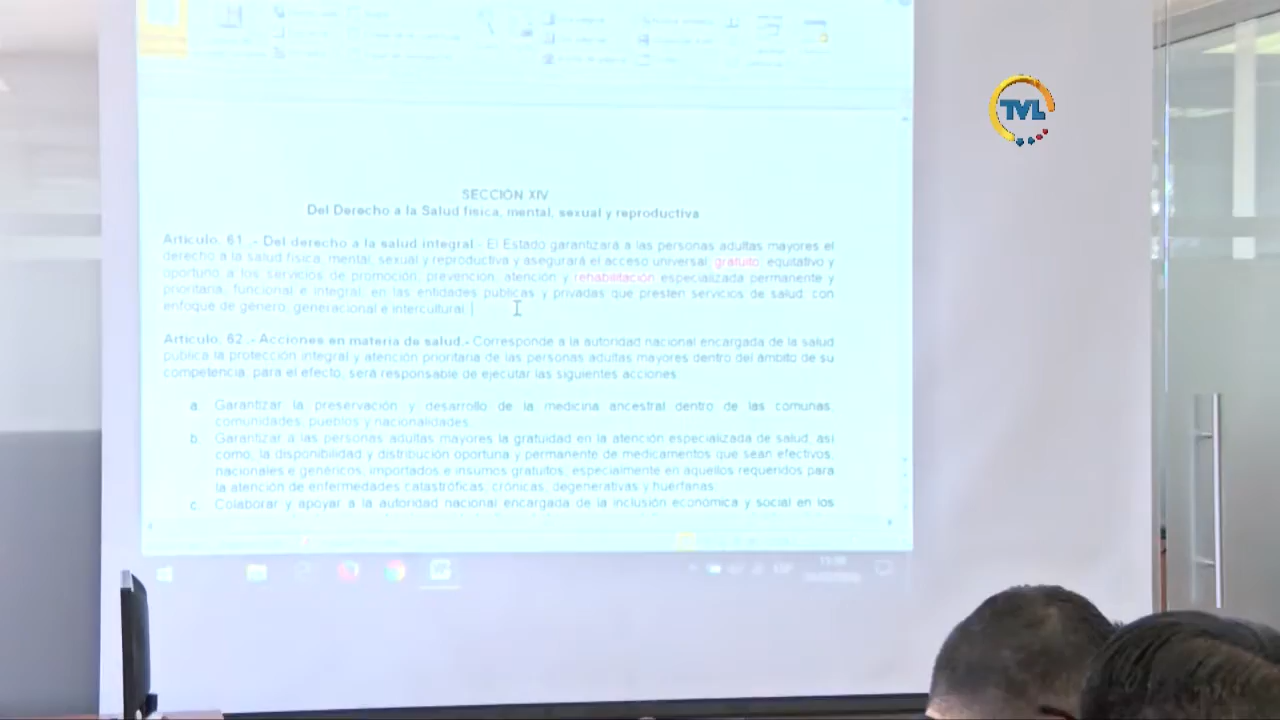 TVL
SECCIÓN XIV
Del Derecho a la Salud física, mental, sexual y reproductiva
Artículo. 61 .- Del derecho a la salud integral.- El Estado garantizará a las personas adultas mayores el
derecho a la salud física, mental, sexual y reproductiva y asegurará el acceso universal, gratuito, equitativo y
oportuno a los servicios de promoción, prevención, atención y rehabilitación especializada permanente y
prioritaria, funcional e integral, en las entidades públicas y privadas que presten servicios de salud, con
enfoque de género, generacional e intercultural.
Artículo. 62 .- Acciones en materia de salud.- Corresponde a la autoridad nacional encargada de la salud
pública la protección integral y atención prioritaria de las personas adultas mayores dentro del ámbito de su
competencia, para el efecto, será responsable de ejecutar las siguientes acciones:
a. Garantizar la preservación y desarrollo de la medicina ancestral dentro de las comunas,
comunidades, pueblos y nacionalidades;
b. Garantizar a las personas adultas mayores la gratuidad en la atención especializada de salud, así
como, la disponibilidad y distribución oportuna y permanente de medicamentos que sean efectivos,
nacionales e genéricos, importados e insumos gratuitos, especialmente en aquellos requeridos para
la atención de enfermedades catastróficas, crónicas, degenerativas y huérfanas;
c. Colaborar y apoyar a la autoridad nacional encargada de la inclusión económica y social en los